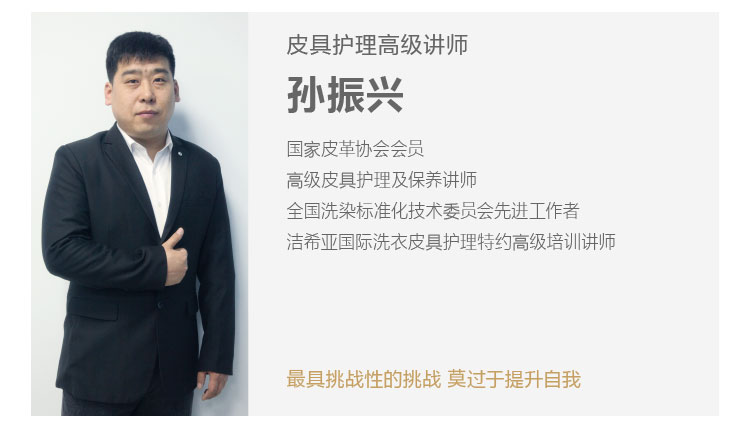 皮具护理高级讲师
孙振兴
国家皮革协会会员
高级皮具护理及保养讲师
全国洗染标准化技术委员会先进工作者
洁希亚国际洗衣皮具护理特约高级培训讲师
最具挑战性的挑战 莫过于提升自我